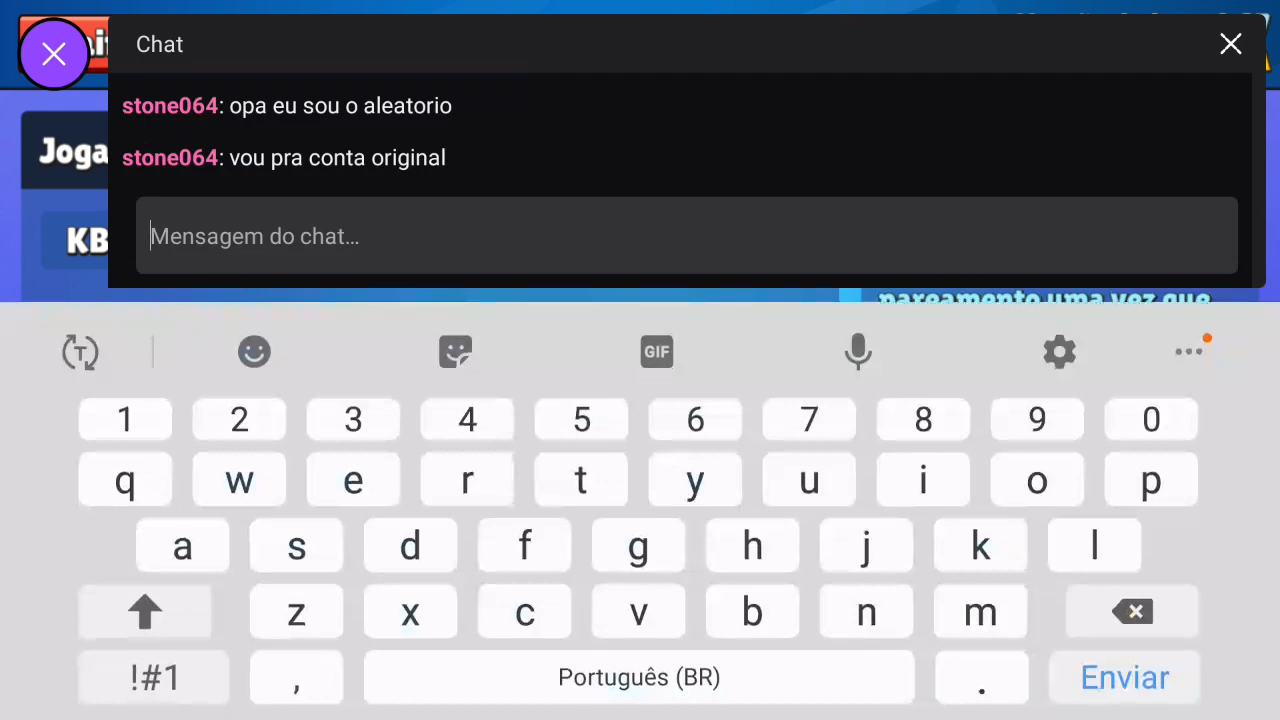 Chat
stone064: opa eu sou o aleatorio
stone064: vou pra conta original
Joga
KB
Mensagem do chat...
pareamento uma vez que
GIF
1 2 3 4 5 6 7 8 9 0
q w e r t y u i o p
a s d f g h j k l
z x c v b n m
!#1 , Português (BR) . Enviar